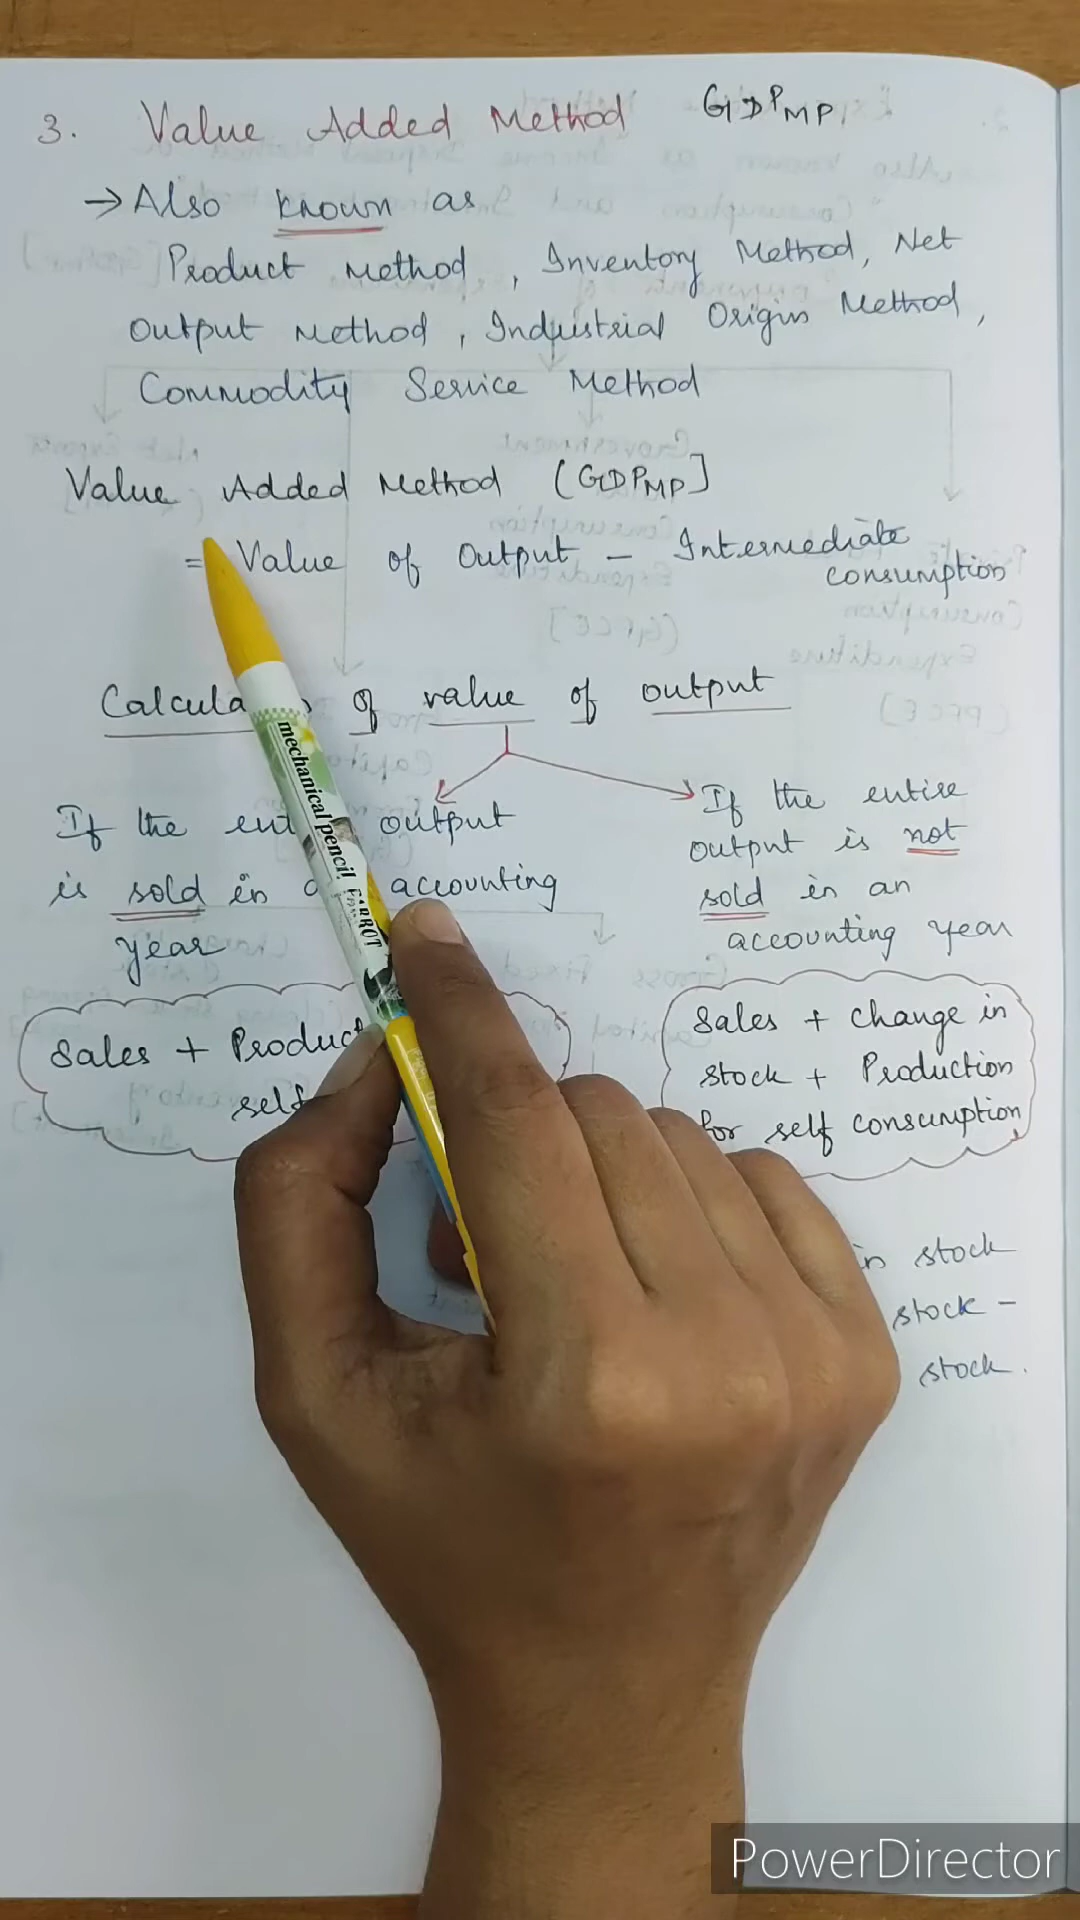 3. Value Added Method GDPMP
→ Also known as
Product Method, Inventory Method, Net
Output Method, Industrial Origin Method,
Commodity Service Method
Value Added Method (GDPMP]
= Value of Output - Intermediate
consumption
of value of output
If the output
is sold in accounting
year
Sales +
self
If the entire
output is not
sold in an
accounting year
Sales + change in
stock + Production
for self consumption
in stock
stock -
stock.
mechanical pencil PARROT
PowerDirector